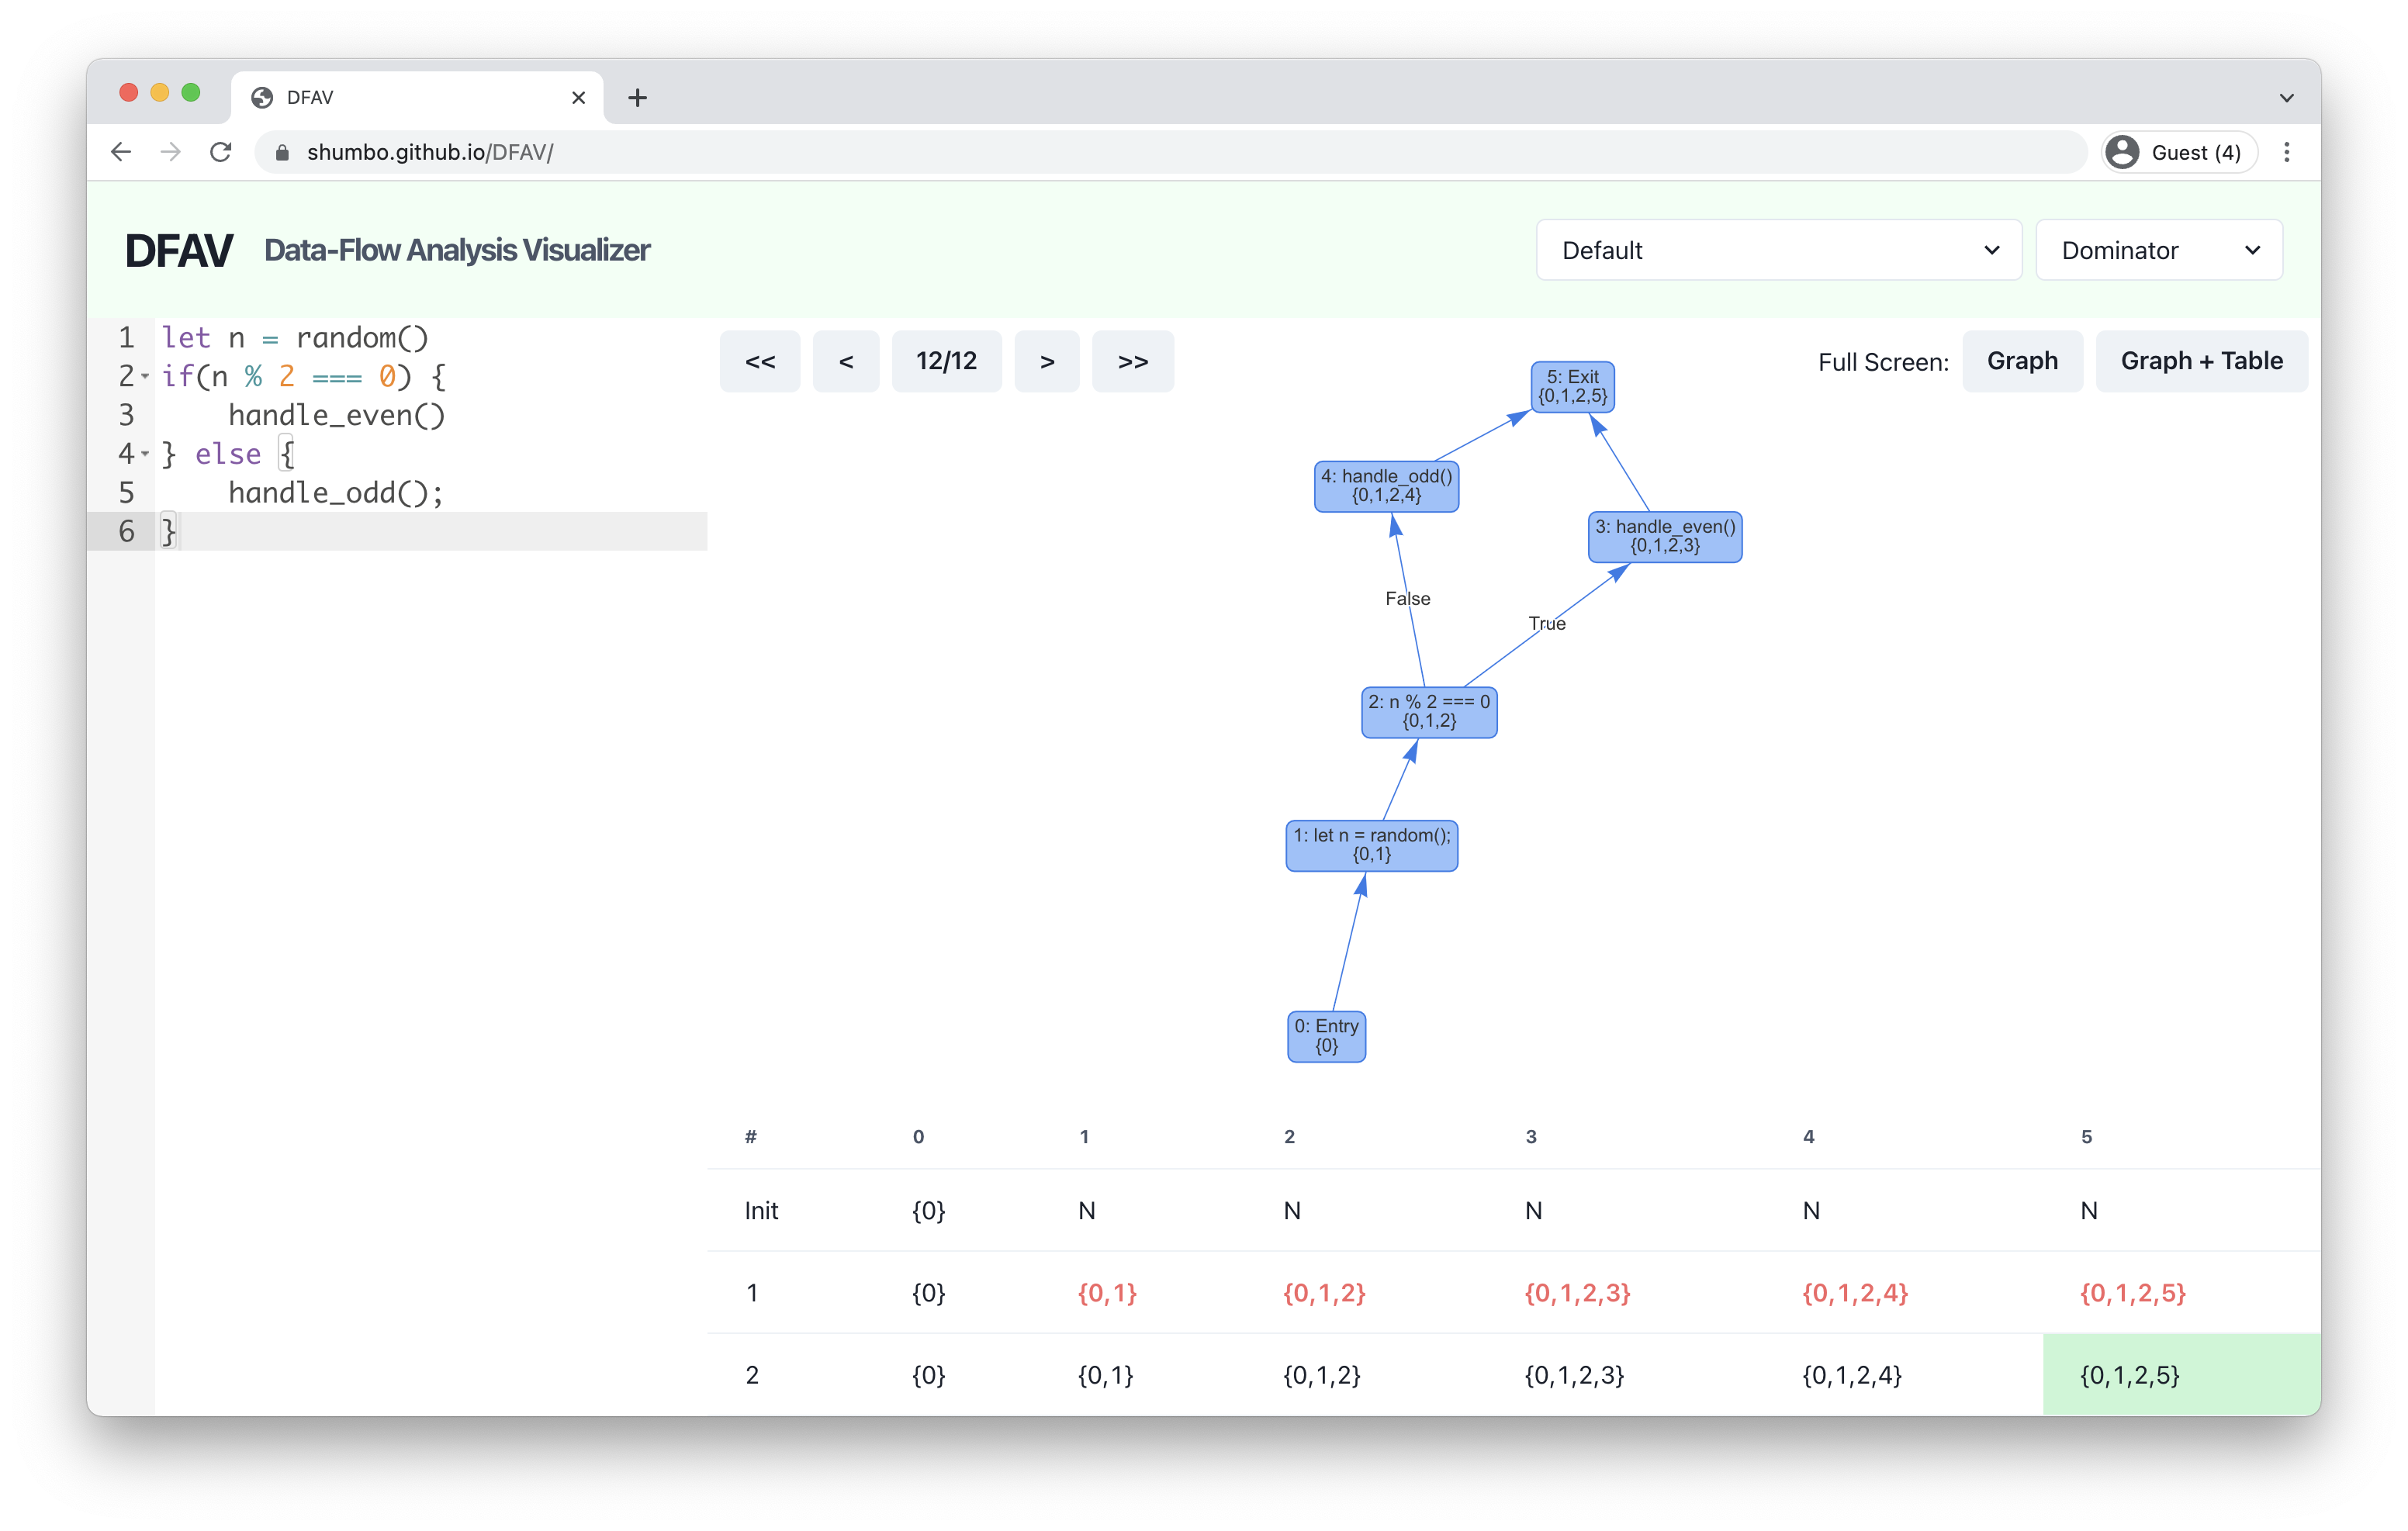 DFAV
shumbo.github.io/DFAV/
Guest (4)
DFAV Data-Flow Analysis Visualizer
Default
Dominator
1 let n = random()
2 if(n % 2 === 0) {
3     handle_even()
4 } else {
5     handle_odd();
6 }
<< < 12/12 > >>
Full Screen: Graph Graph + Table
5: Exit
{0,1,2,5}
4: handle_odd()
{0,1,2,4}
3: handle_even()
{0,1,2,3}
False
True
2: n % 2 === 0
{0,1,2}
1: let n = random();
{0,1}
0: Entry
{0}
# 0 1 2 3 4 5
Init {0} N N N N N
1 {0} {0,1} {0,1,2} {0,1,2,3} {0,1,2,4} {0,1,2,5}
2 {0} {0,1} {0,1,2} {0,1,2,3} {0,1,2,4} {0,1,2,5}